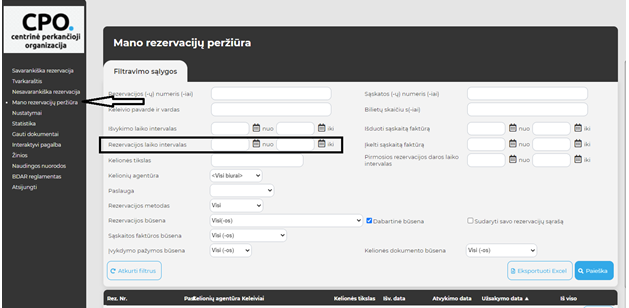 CPO.
centrinė perkančioji
organizacija
Savarankiška rezervacija
Tvarkaraštis
Nesavarankiška rezervacija
Mano rezervacijų peržiūra
Nustatymai
Statistika
Gauti dokumentai
Interaktyvi pagalba
Žinios
Naudingos nuorodos
BDAR reglamentas
Atsijungti
Mano rezervacijų peržiūra
Filtravimo sąlygos
Rezervacijos (-ų) numeris (-iai)
Sąskaitos (-ų) numeris (-iai)
Keleivio pavardė ir vardas
Bilietų skaičiu s(-iai)
Išvykimo laiko intervalas nuo iki
Išduoti sąskaitą faktūrą nuo iki
Rezervacijos laiko intervalas nuo iki
Įkelti sąskaitą faktūrą nuo iki
Kelionės tikslas
Pirmosios rezervacijos daros laiko intervalas nuo iki
Kelionių agentūra <Visi biurai>
Paslauga
Rezervacijos metodas Visi
Rezervacijos būsena Visi(-os) Dabartinė būsena Sudaryti savo rezervacijų sąrašą
Sąskaitos faktūros būsena Visi (-os)
Įvykdymo pažymos būsena Visi (-os) Kelionės dokumento būsena Visi (-os)
Atkurti filtrus Eksportuoti Excel Paieška
Rez. Nr. Pasl Kelionių agentūra Keleiviai Kelionės tikslas Išv. data Atvykimo data Užsakymo data Iš viso